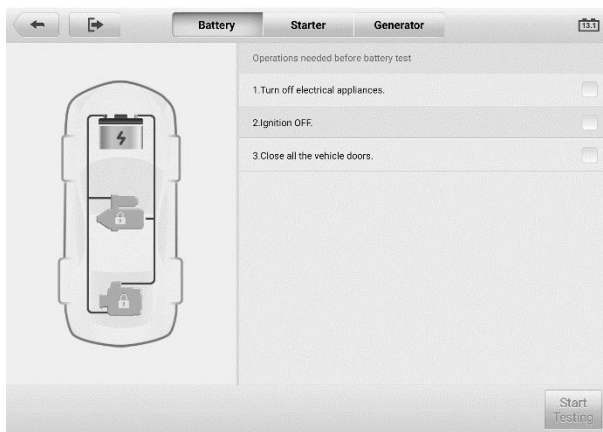 Battery Starter Generator 13.1
Operations needed before battery test
1.Turn off electrical appliances.
2.Ignition OFF.
3.Close all the vehicle doors.
Start
Testing